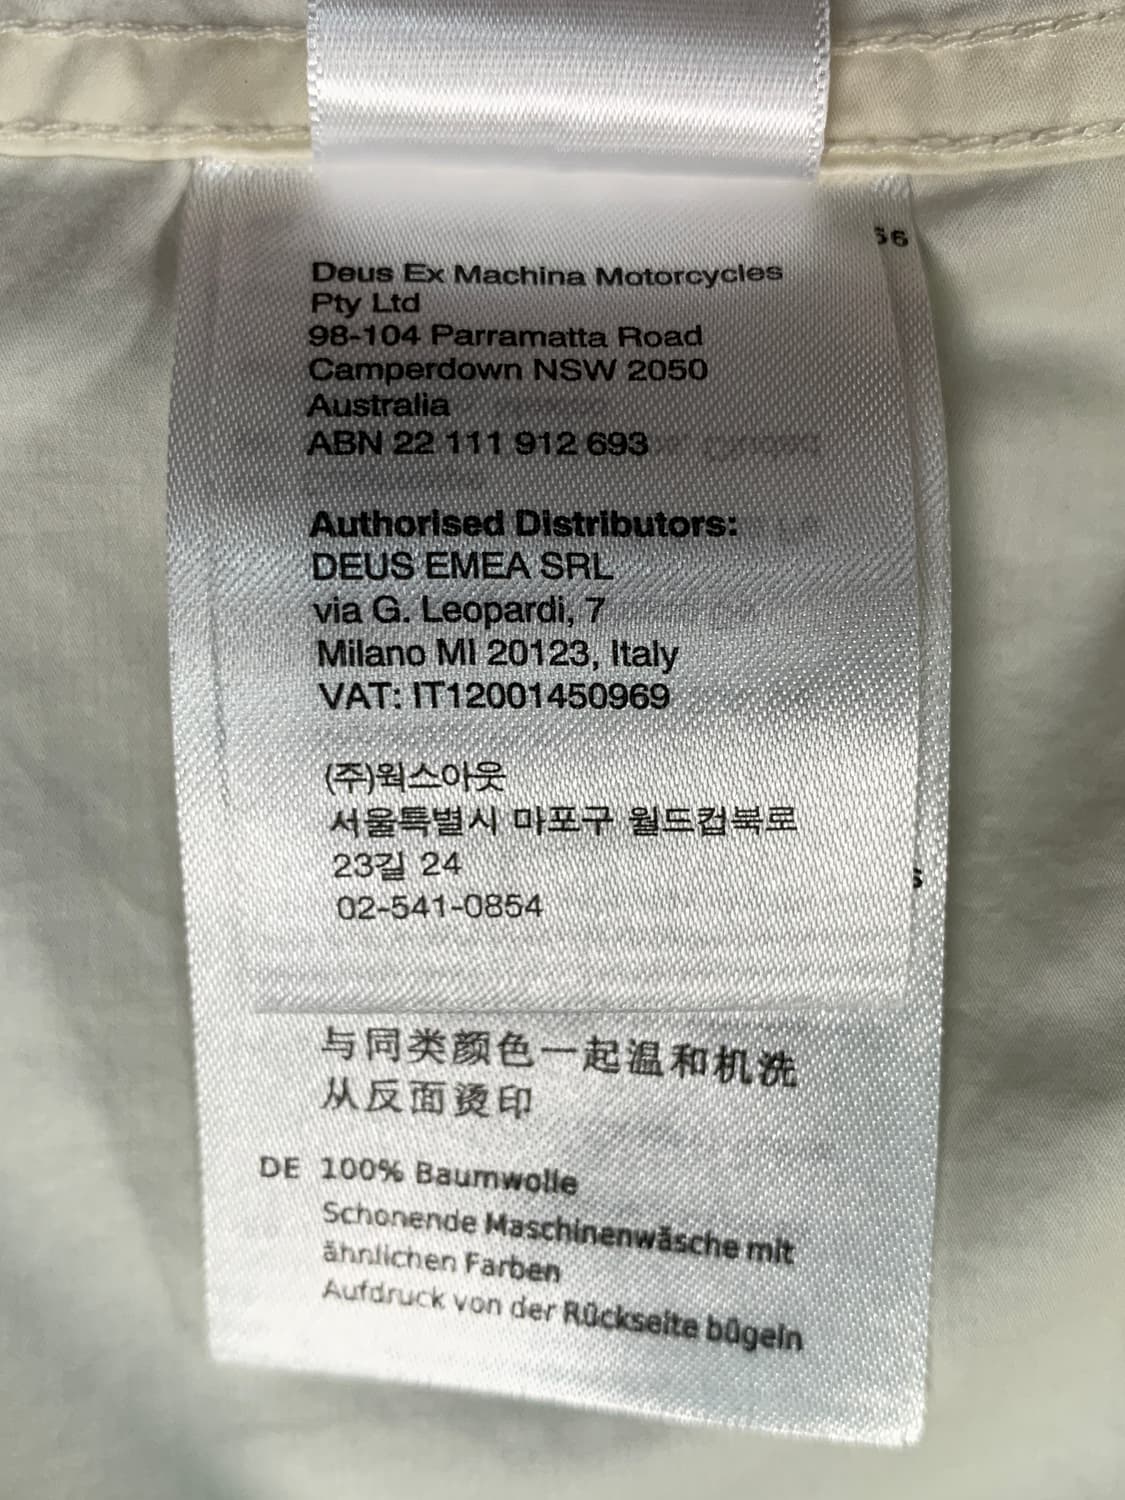 56
Deus Ex Machina Motorcycles
Pty Ltd
98-104 Parramatta Road
Camperdown NSW 2050
Australia
ABN 22 111 912 693
Authorised Distributors:
DEUS EMEA SRL
via G. Leopardi, 7
Milano MI 20123, Italy
VAT: IT12001450969
(주)웍스아웃
서울특별시 마포구 월드컵북로
23길 24
02-541-0854
s
与同类颜色一起温和机洗
从反面烫印
DE 100% Baumwolle
Schonende Maschinenwäsche mit
ähnlichen Farben
Aufdruck von der Rückseite bügeln